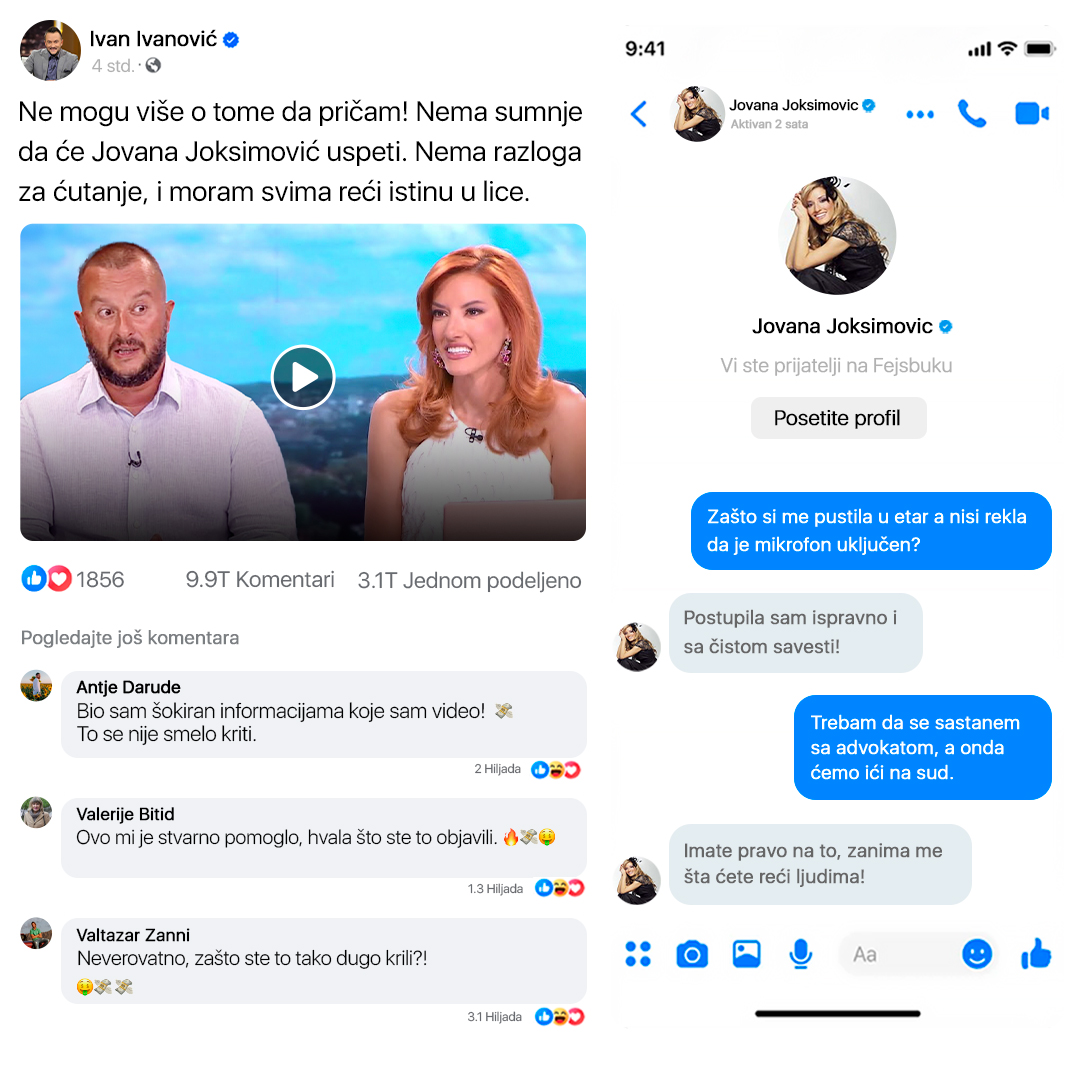 Ivan Ivanović
4 std. ·
Ne mogu više o tome da pričam! Nema sumnje
da će Jovana Joksimović uspeti. Nema razloga
za ćutanje, i moram svima reći istinu u lice.
1856
9.9T Komentari
3.1T Jednom podeljeno
Pogledajte još komentara
Antje Darude
Bio sam šokiran informacijama koje sam video! 💸
To se nije smelo kriti.
2 Hiljada
Valerije Bitid
Ovo mi je stvarno pomoglo, hvala što ste to objavili. 🔥💸🤑
1.3 Hiljada
Valtazar Zanni
Neverovatno, zašto ste to tako dugo krili?!
🤑💸💸
3.1 Hiljada
9:41
Jovana Joksimovic
Aktivan 2 sata
Jovana Joksimovic
Vi ste prijatelji na Fejsbuku
Posetite profil
Zašto si me pustila u etar a nisi rekla
da je mikrofon uključen?
Postupila sam ispravno i
sa čistom savesti!
Trebam da se sastanem
sa advokatom, a onda
ćemo ići na sud.
Imate pravo na to, zanima me
šta ćete reći ljudima!
Aa